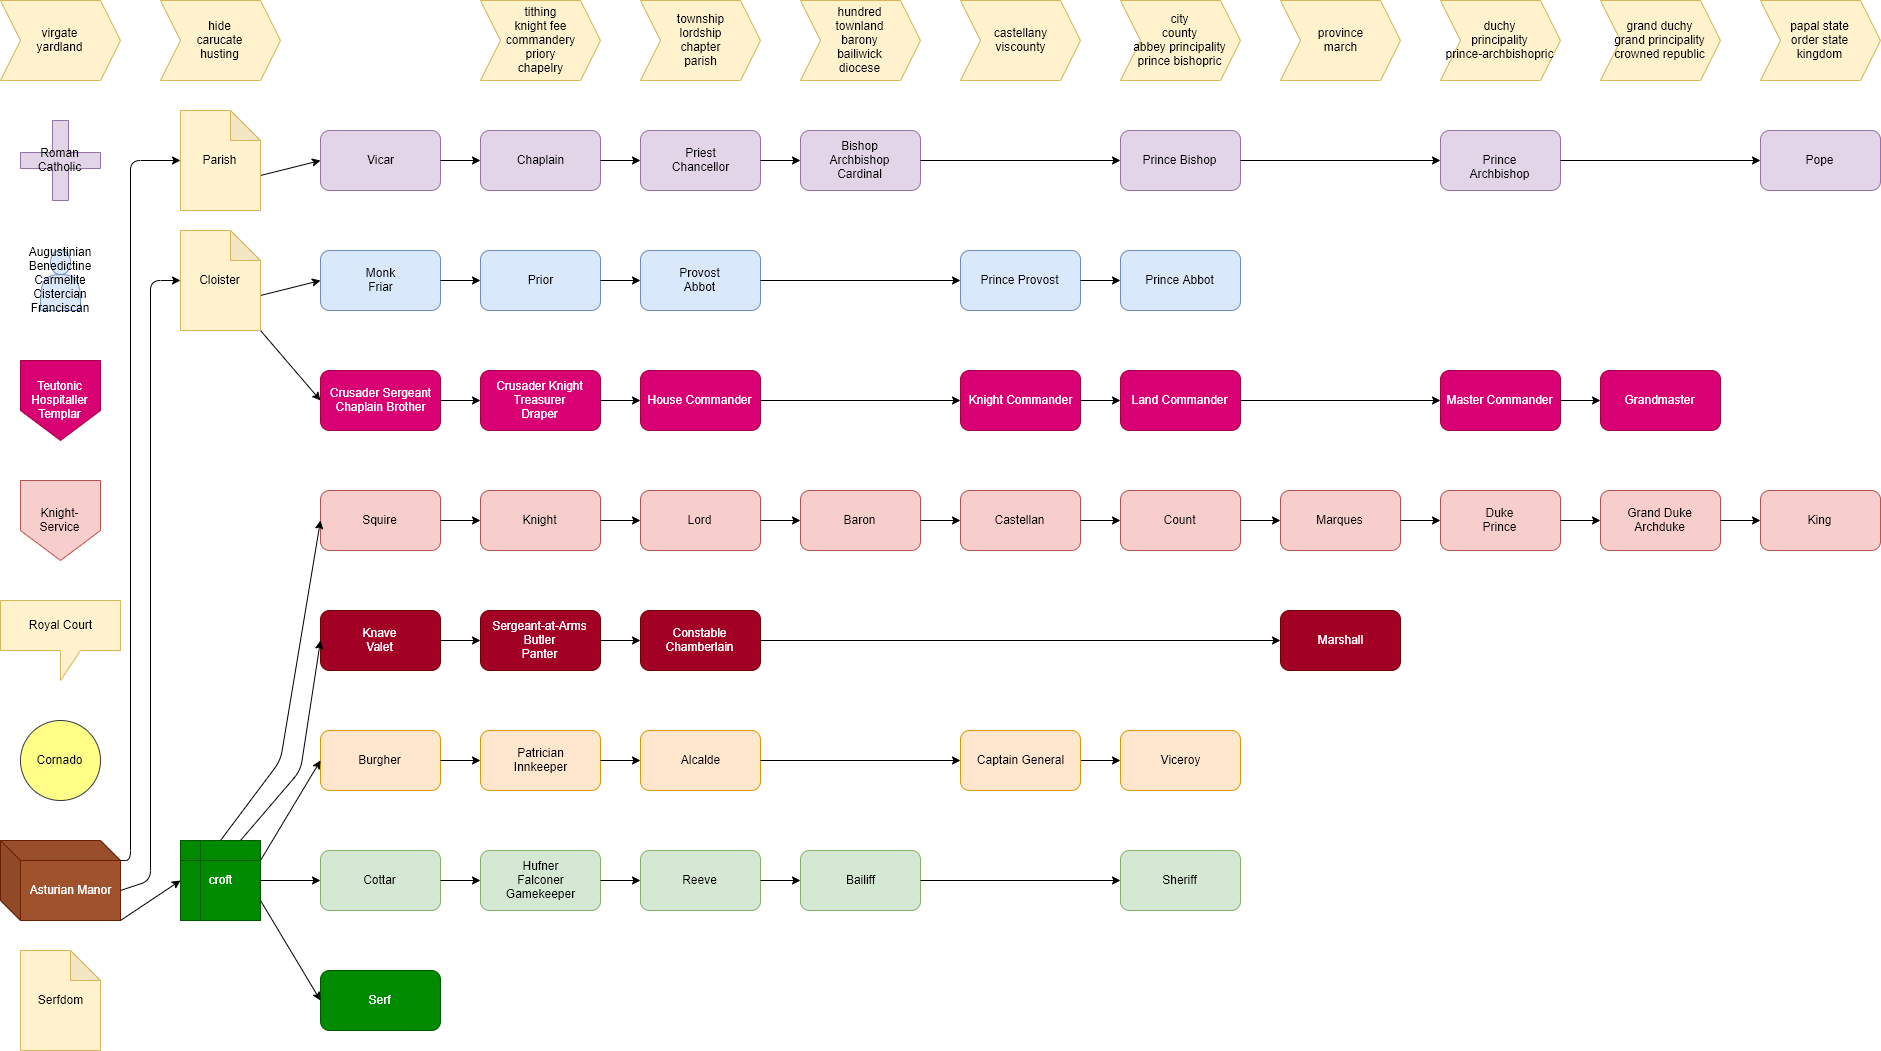 virgate
yardland
hide
carucate
husting
tithing
knight fee
commandery
priory
chapelry
township
lordship
chapter
parish
hundred
townland
barony
bailiwick
diocese
castellany
viscounty
city
county
abbey principality
prince bishopric
province
march
duchy
principality
prince-archbishopric
grand duchy
grand principality
crowned republic
papal state
order state
kingdom
Roman
Catholic
Parish
Vicar
Chaplain
Priest
Chancellor
Bishop
Archbishop
Cardinal
Prince Bishop
Prince
Archbishop
Pope
Augustinian
Benedictine
Carmelite
Cistercian
Franciscan
Cloister
Monk
Friar
Prior
Provost
Abbot
Prince Provost
Prince Abbot
Teutonic
Hospitaller
Templar
Crusader Sergeant
Chaplain Brother
Crusader Knight
Treasurer
Draper
House Commander
Knight Commander
Land Commander
Master Commander
Grandmaster
Knight-
Service
Squire
Knight
Lord
Baron
Castellan
Count
Marques
Duke
Prince
Grand Duke
Archduke
King
Royal Court
Knave
Valet
Sergeant-at-Arms
Butler
Panter
Constable
Chamberlain
Marshall
Cornado
Burgher
Patrician
Innkeeper
Alcalde
Captain General
Viceroy
Asturian Manor
croft
Cottar
Hufner
Falconer
Gamekeeper
Reeve
Bailiff
Sheriff
Serfdom
Serf